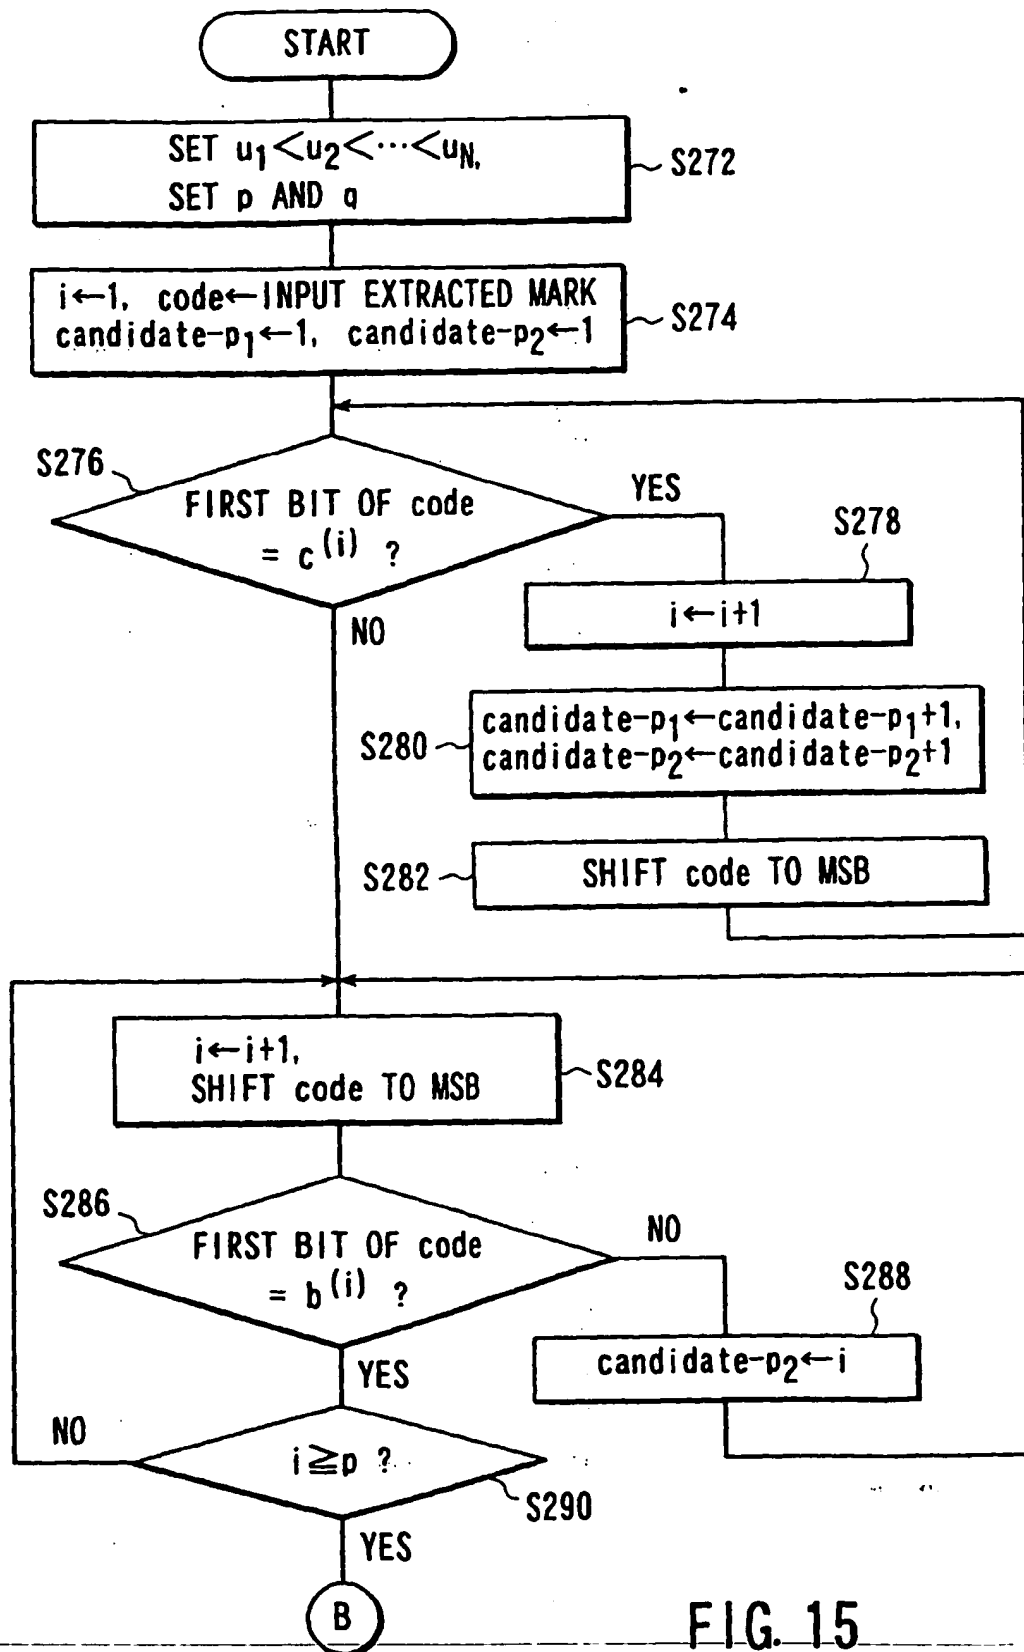 START
SET u1<u2<···<uN,
SET p AND q
S272
i←1, code←INPUT EXTRACTED MARK
candidate-p1←1, candidate-p2←1
S274
S276
FIRST BIT OF code
= c(i) ?
YES
NO
S278
i←i+1
S280
candidate-p1←candidate-p1+1,
candidate-p2←candidate-p2+1
S282
SHIFT code TO MSB
i←i+1,
SHIFT code TO MSB
S284
S286
FIRST BIT OF code
= b(i) ?
NO
YES
S288
candidate-p2←i
NO
i≧p ?
S290
YES
B
FIG. 15